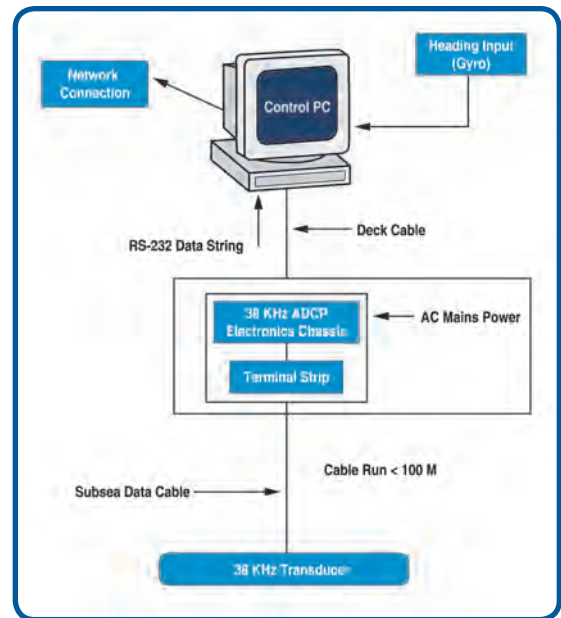 Network
Connection
Heading Input
(Gyro)
Control PC
RS-232 Data String
Deck Cable
38 KHz ADCP
Electronics Chassis
AC Mains Power
Terminal Strip
Cable Run < 100 M
Subsea Data Cable
38 KHz Transducer